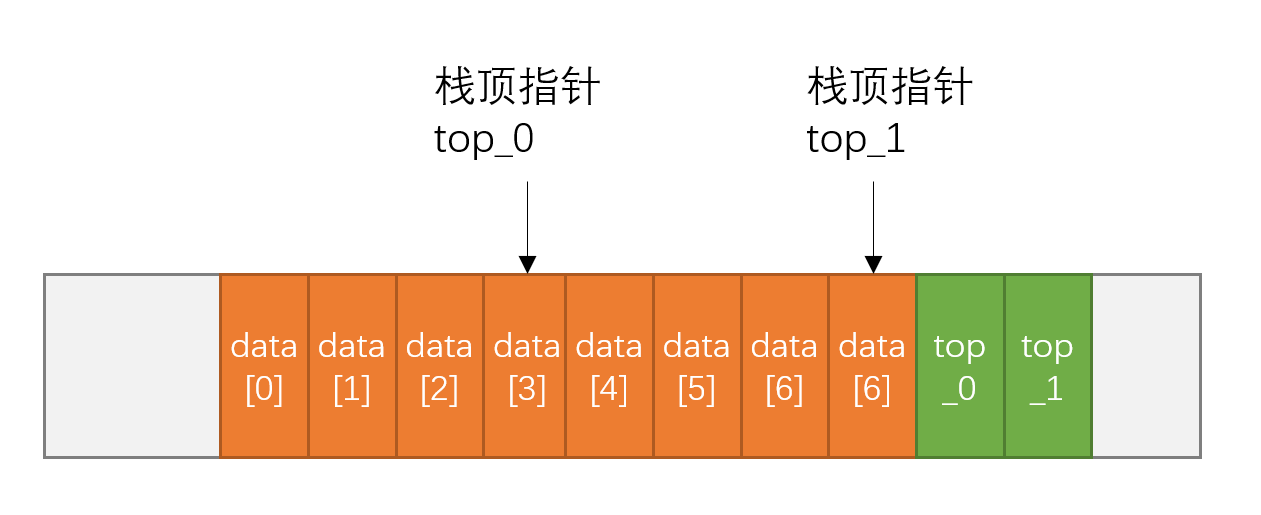 栈顶指针
top_0
栈顶指针
top_1
data
[0]
data
[1]
data
[2]
data
[3]
data
[4]
data
[5]
data
[6]
data
[6]
top
_0
top
_1